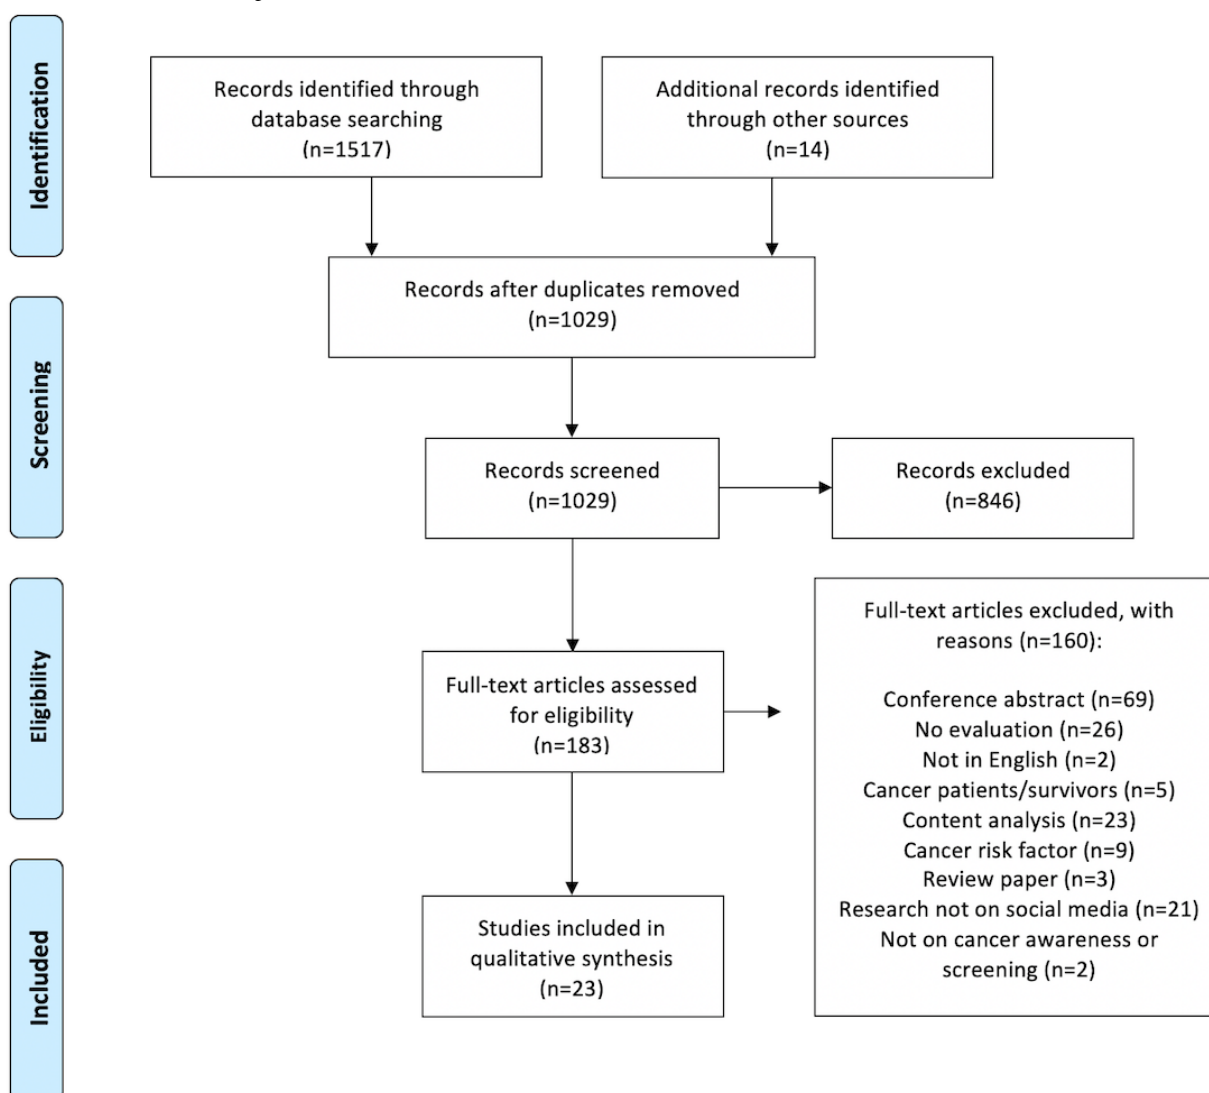 Identification
Records identified through
database searching
(n=1517)
Additional records identified
through other sources
(n=14)
Records after duplicates removed
(n=1029)
Screening
Records screened
(n=1029)
Records excluded
(n=846)
Eligibility
Full-text articles assessed
for eligibility
(n=183)
Full-text articles excluded, with
reasons (n=160):
Conference abstract (n=69)
No evaluation (n=26)
Not in English (n=2)
Cancer patients/survivors (n=5)
Content analysis (n=23)
Cancer risk factor (n=9)
Review paper (n=3)
Research not on social media (n=21)
Not on cancer awareness or
screening (n=2)
Included
Studies included in
qualitative synthesis
(n=23)